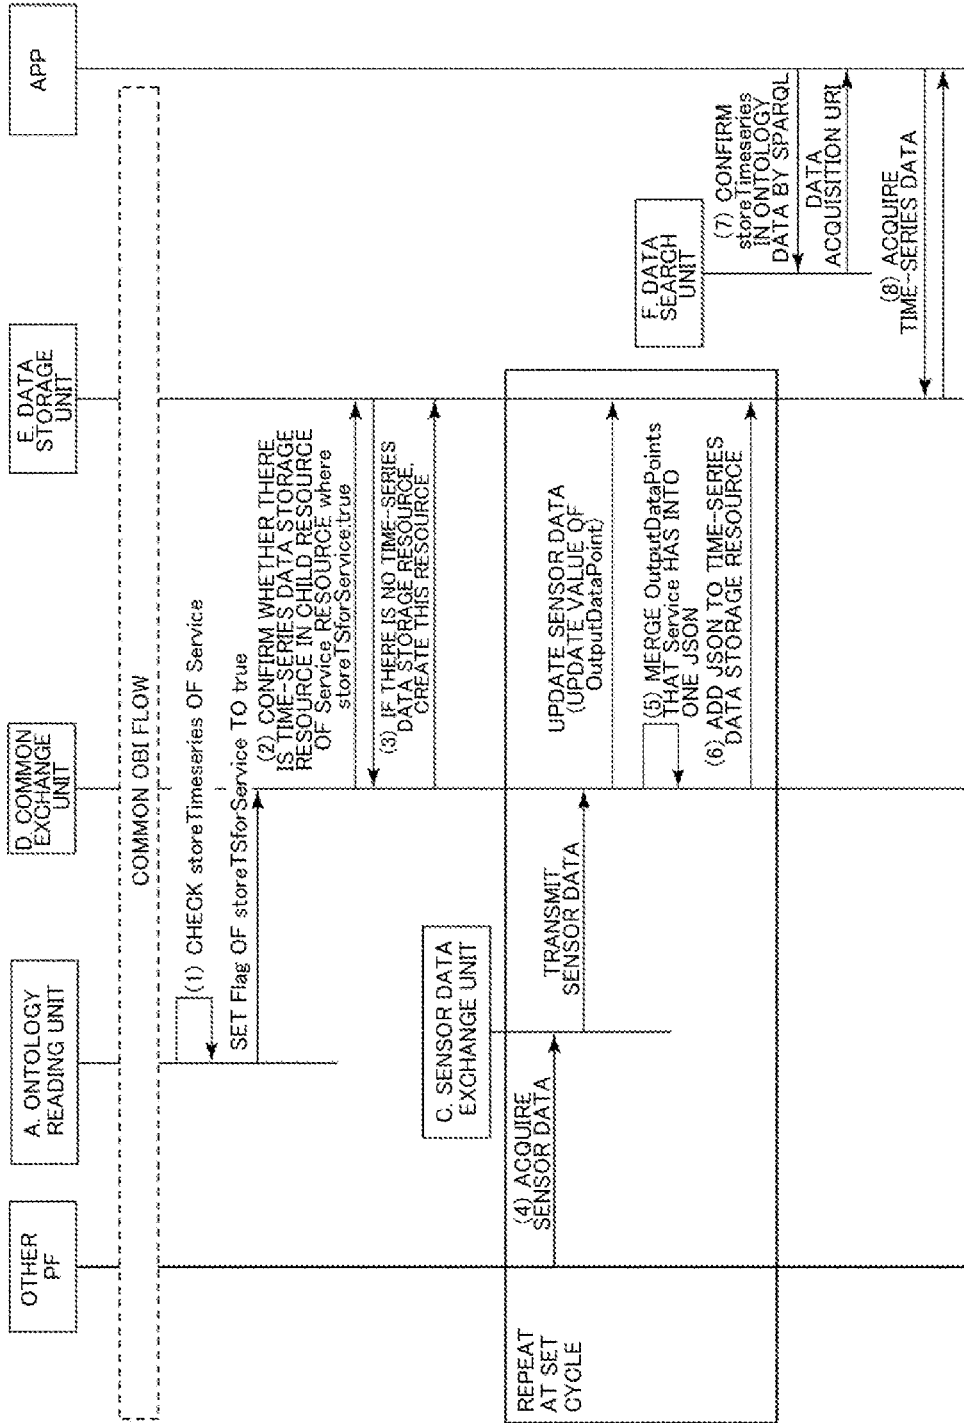 OTHER
PF
A. ONTOLOGY
READING UNIT
D. COMMON
EXCHANGE
UNIT
E. DATA
STORAGE
UNIT
APP
COMMON OBI FLOW
(1) CHECK storeTimeseries OF Service
SET Flag OF storeTSforService TO true
(2) CONFIRM WHETHER THERE
IS TIME-SERIES DATA STORAGE
RESOURCE IN CHILD RESOURCE
OF Service RESOURCE where
storeTSforService:true
(3) IF THERE IS NO TIME-SERIES
DATA STORAGE RESOURCE,
CREATE THIS RESOURCE
REPEAT
AT SET
CYCLE
C. SENSOR DATA
EXCHANGE UNIT
(4) ACQUIRE
SENSOR DATA
TRANSMIT
SENSOR DATA
UPDATE SENSOR DATA
(UPDATE VALUE OF
OutputDataPoint)
(5) MERGE OutputDataPoints
THAT Service HAS INTO
ONE JSON
(6) ADD JSON TO TIME-SERIES
DATA STORAGE RESOURCE
F. DATA
SEARCH
UNIT
(7) CONFIRM
storeTimeseries
IN ONTOLOGY
DATA BY SPARQL
DATA
ACQUISITION URI
(8) ACQUIRE
TIME-SERIES DATA